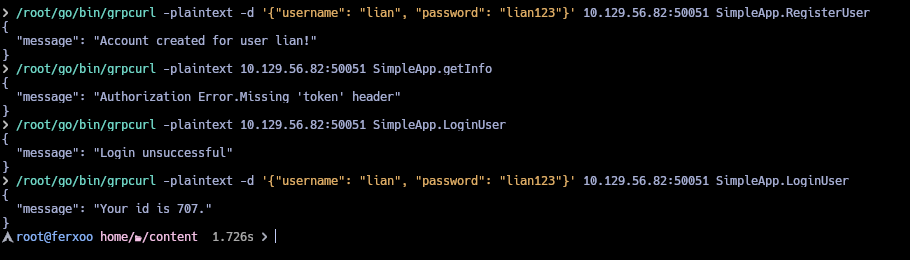 ❯ /root/go/bin/grpcurl -plaintext -d '{"username": "lian", "password": "lian123"}' 10.129.56.82:50051 SimpleApp.RegisterUser
{
  "message": "Account created for user lian!"
}
❯ /root/go/bin/grpcurl -plaintext 10.129.56.82:50051 SimpleApp.getInfo
{
  "message": "Authorization Error.Missing 'token' header"
}
❯ /root/go/bin/grpcurl -plaintext 10.129.56.82:50051 SimpleApp.LoginUser
{
  "message": "Login unsuccessful"
}
❯ /root/go/bin/grpcurl -plaintext -d '{"username": "lian", "password": "lian123"}' 10.129.56.82:50051 SimpleApp.LoginUser
{
  "message": "Your id is 707."
}
root@ferxoo home/📂/content 1.726s ❯